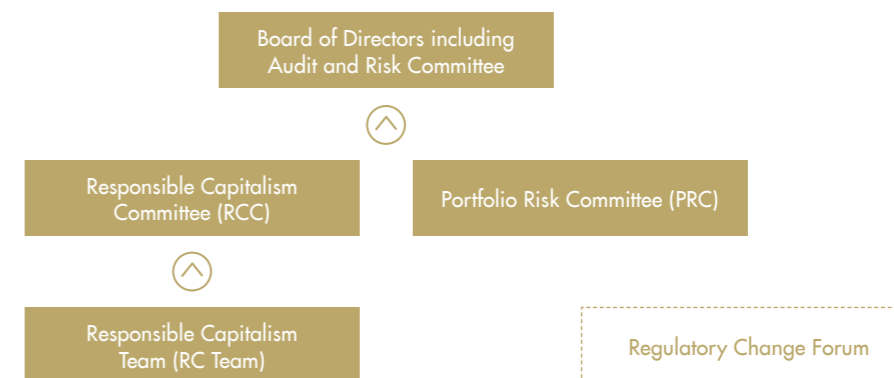 Board of Directors including
Audit and Risk Committee
Responsible Capitalism
Committee (RCC)
Portfolio Risk Committee (PRC)
Responsible Capitalism
Team (RC Team)
Regulatory Change Forum